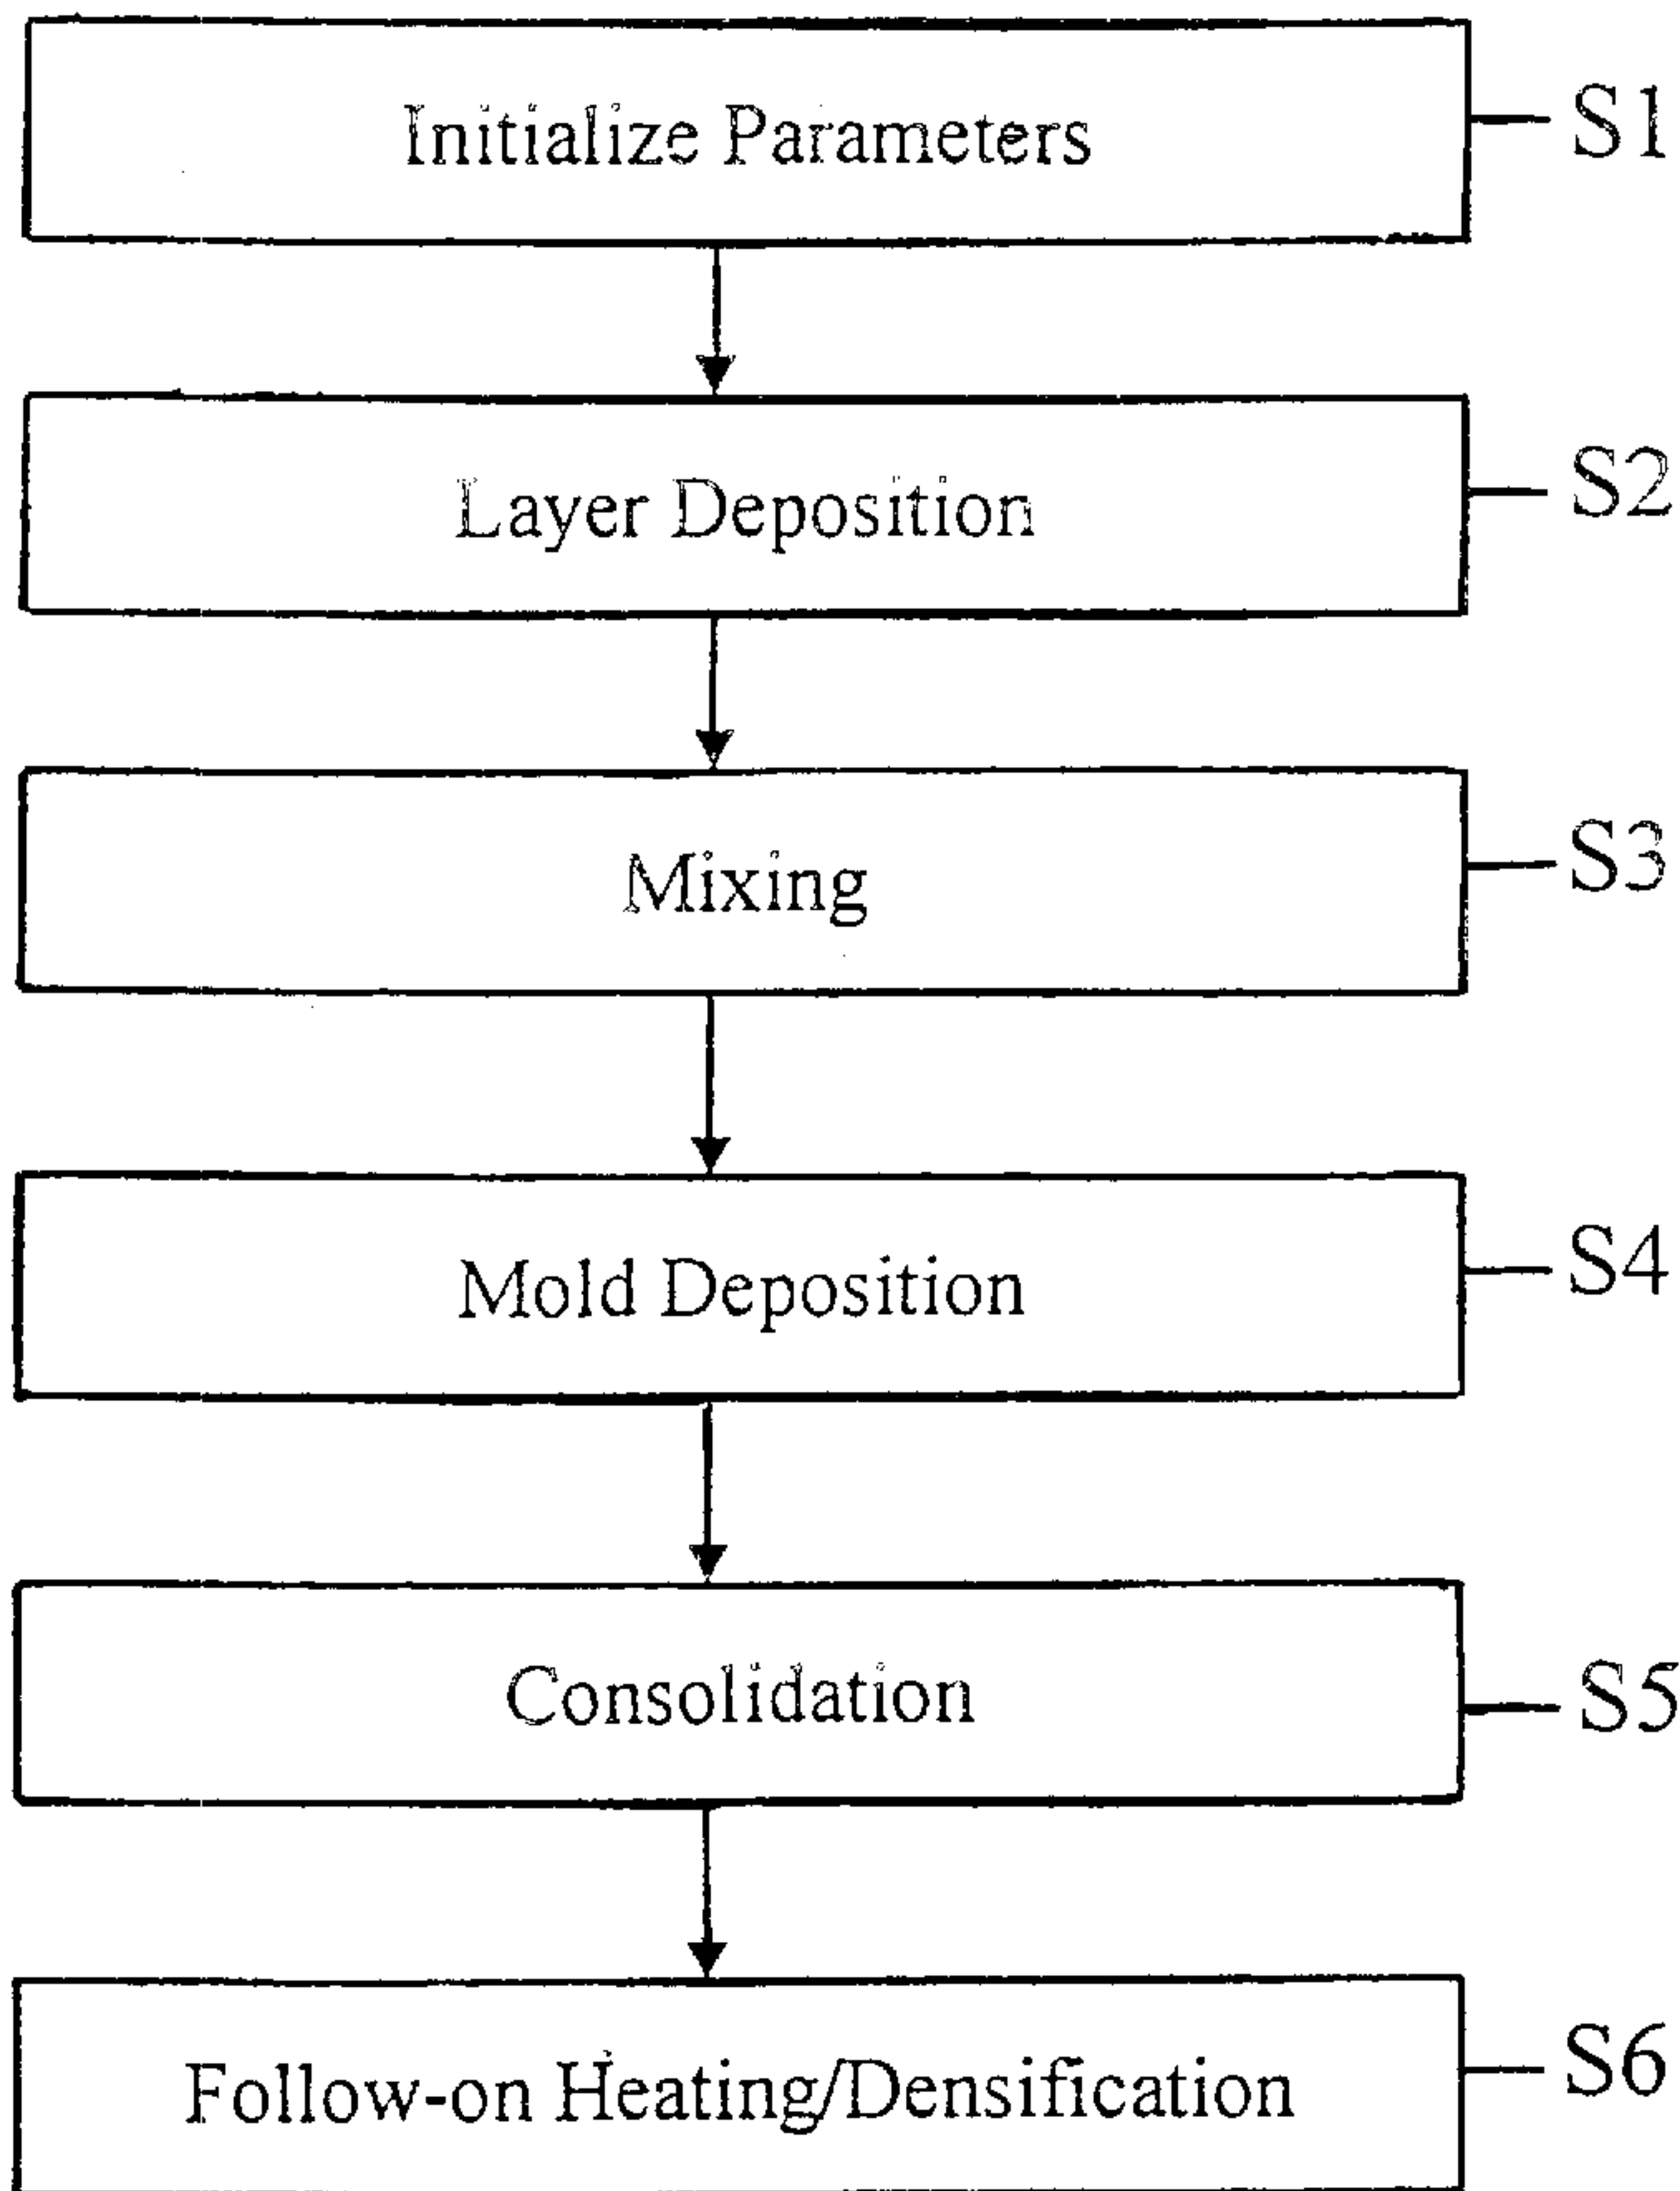 Initialize Parameters
S1
Layer Deposition
S2
Mixing
S3
Mold Deposition
S4
Consolidation
S5
Follow-on Heating/Densification
S6